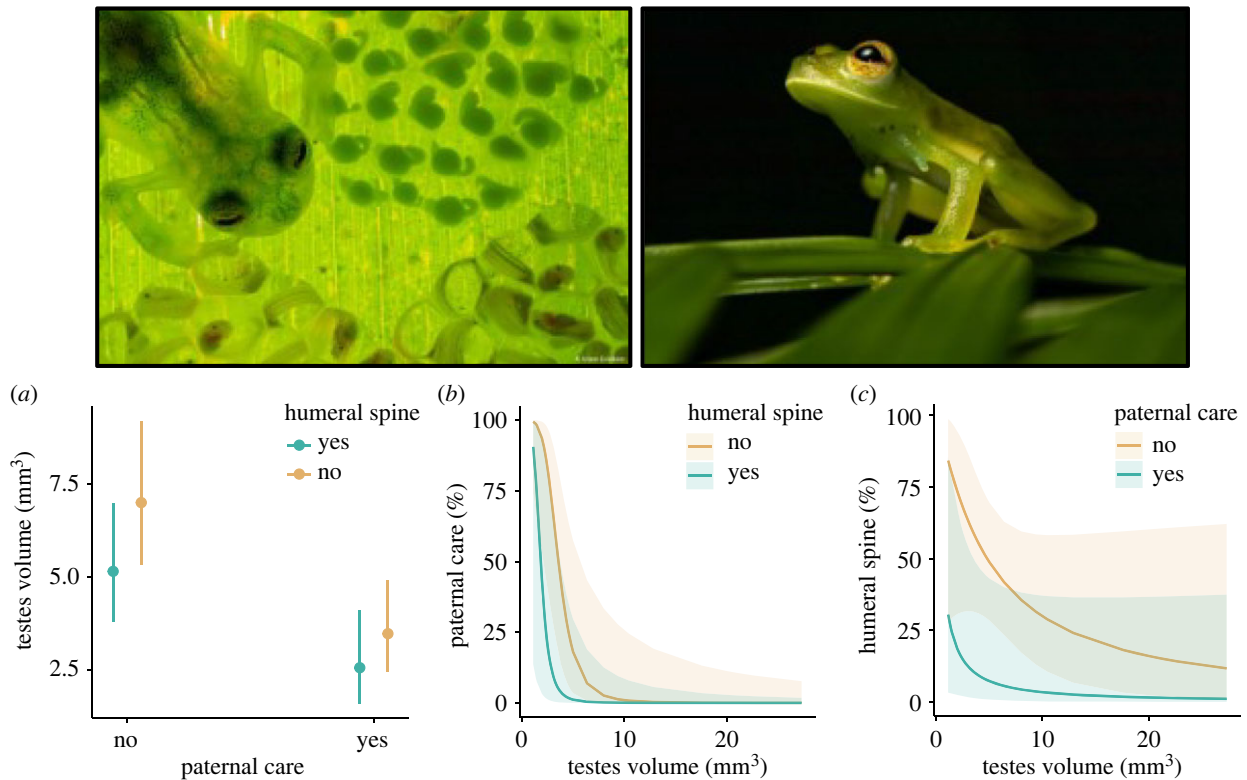 (a)
humeral spine
yes
no
testes volume (mm³)
7.5
5.0
2.5
no
yes
paternal care
(b)
humeral spine
no
yes
paternal care (%)
100
75
50
25
0
0
10
20
testes volume (mm³)
(c)
paternal care
no
yes
humeral spine (%)
100
75
50
25
0
0
10
20
testes volume (mm³)